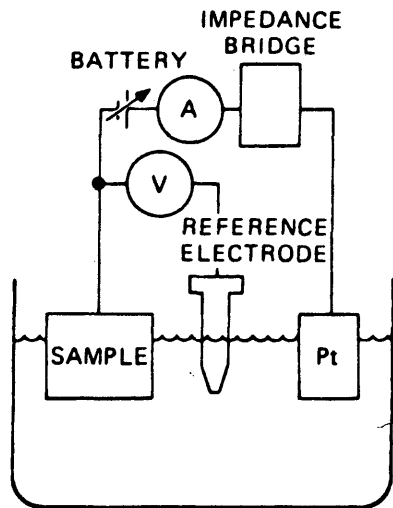 IMPEDANCE
BRIDGE
BATTERY
A
V
REFERENCE
ELECTRODE
SAMPLE
Pt